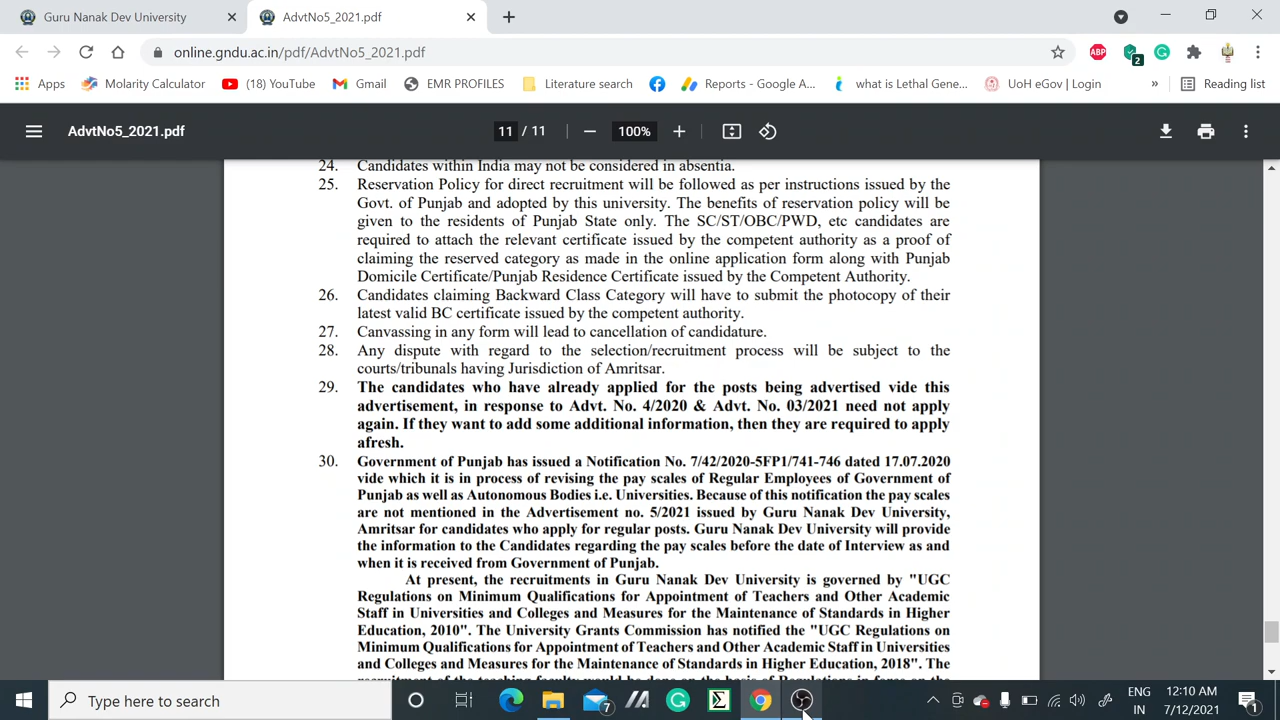 Guru Nanak Dev University
AdvtNo5_2021.pdf
online.gndu.ac.in/pdf/AdvtNo5_2021.pdf
ABP
2
Apps
Molarity Calculator
(18) YouTube
Gmail
EMR PROFILES
Literature search
Reports - Google A...
what is Lethal Gene...
UoH eGov | Login
»
Reading list
AdvtNo5_2021.pdf
11 / 11
100%
24. Candidates within India may not be considered in absentia.
25. Reservation Policy for direct recruitment will be followed as per instructions issued by the
Govt. of Punjab and adopted by this university. The benefits of reservation policy will be
given to the residents of Punjab State only. The SC/ST/OBC/PWD, etc candidates are
required to attach the relevant certificate issued by the competent authority as a proof of
claiming the reserved category as made in the online application form along with Punjab
Domicile Certificate/Punjab Residence Certificate issued by the Competent Authority.
26. Candidates claiming Backward Class Category will have to submit the photocopy of their
latest valid BC certificate issued by the competent authority.
27. Canvassing in any form will lead to cancellation of candidature.
28. Any dispute with regard to the selection/recruitment process will be subject to the
courts/tribunals having Jurisdiction of Amritsar.
29. The candidates who have already applied for the posts being advertised vide this
advertisement, in response to Advt. No. 4/2020 & Advt. No. 03/2021 need not apply
again. If they want to add some additional information, then they are required to apply
afresh.
30. Government of Punjab has issued a Notification No. 7/42/2020-5FP1/741-746 dated 17.07.2020
vide which it is in process of revising the pay scales of Regular Employees of Government of
Punjab as well as Autonomous Bodies i.e. Universities. Because of this notification the pay scales
are not mentioned in the Advertisement no. 5/2021 issued by Guru Nanak Dev University,
Amritsar for candidates who apply for regular posts. Guru Nanak Dev University will provide
the information to the Candidates regarding the pay scales before the date of Interview as and
when it is received from Government of Punjab.
At present, the recruitments in Guru Nanak Dev University is governed by "UGC
Regulations on Minimum Qualifications for Appointment of Teachers and Other Academic
Staff in Universities and Colleges and Measures for the Maintenance of Standards in Higher
Education, 2010". The University Grants Commission has notified the "UGC Regulations on
Minimum Qualifications for Appointment of Teachers and Other Academic Staff in Universities
and Colleges and Measures for the Maintenance of Standards in Higher Education, 2018". The
recruitment of the teaching faculty would be
Type here to search
7
ENG
IN
12:10 AM
7/12/2021
1